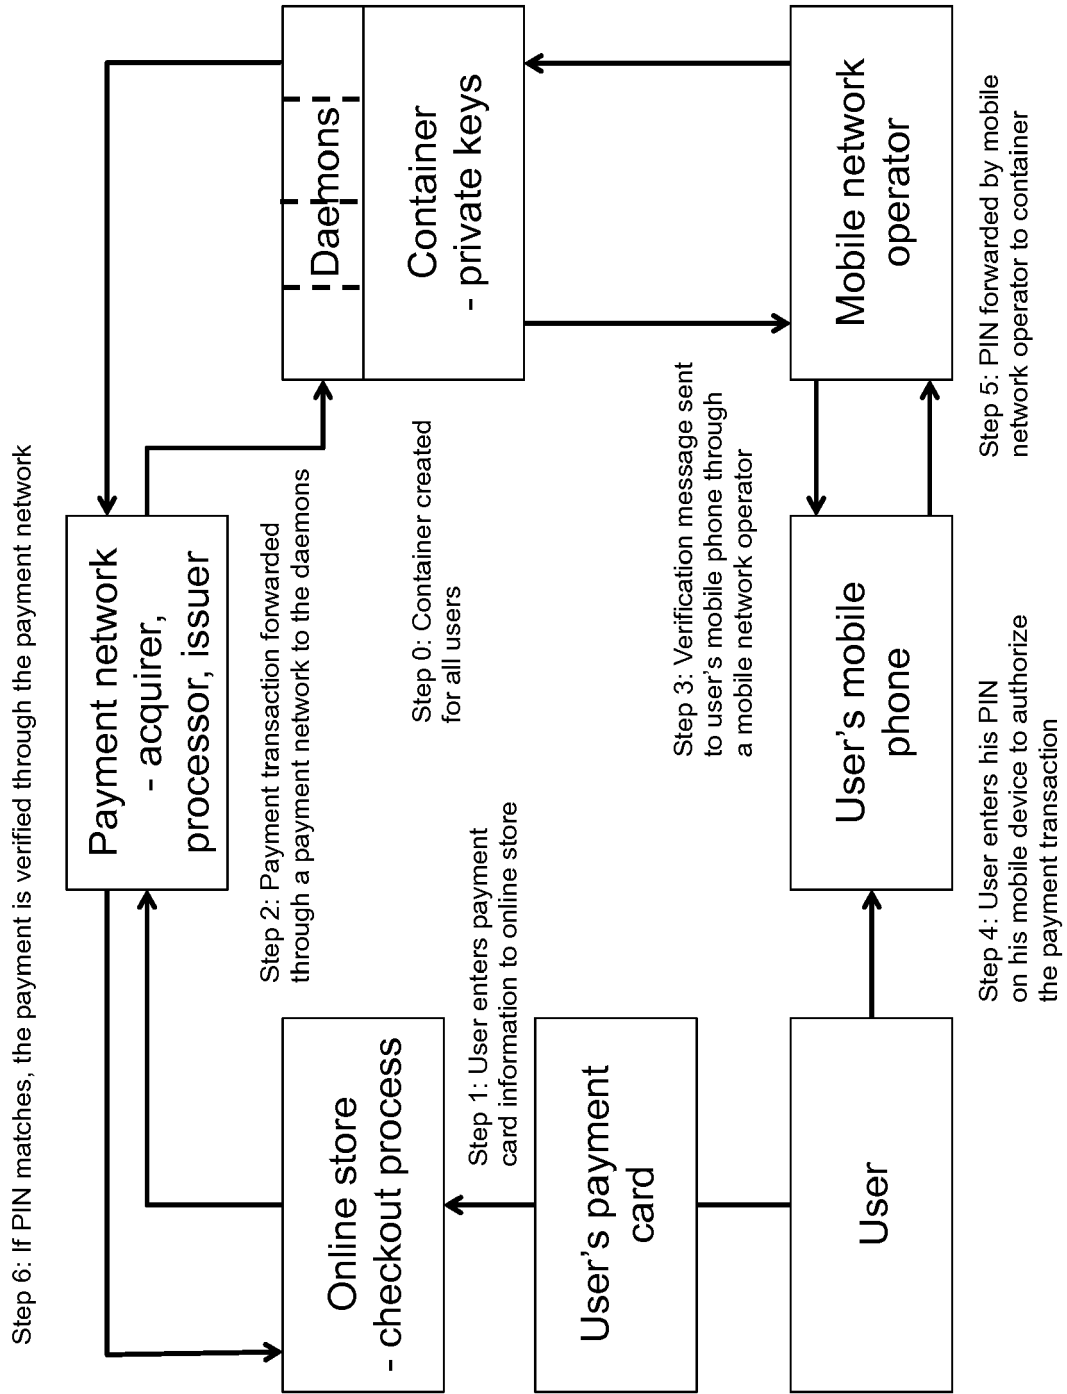 Step 6: If PIN matches, the payment is verified through the payment network
Payment network
- acquirer,
processor, issuer
Step 2: Payment transaction forwarded
through a payment network to the daemons
Online store
- checkout process
Daemons
Container
- private keys
Step 0: Container created
for all users
Step 1: User enters payment
card information to online store
User's payment
card
Step 3: Verification message sent
to user's mobile phone through
a mobile network operator
User
User's mobile
phone
Mobile network
operator
Step 4: User enters his PIN
on his mobile device to authorize
the payment transaction
Step 5: PIN forwarded by mobile
network operator to container